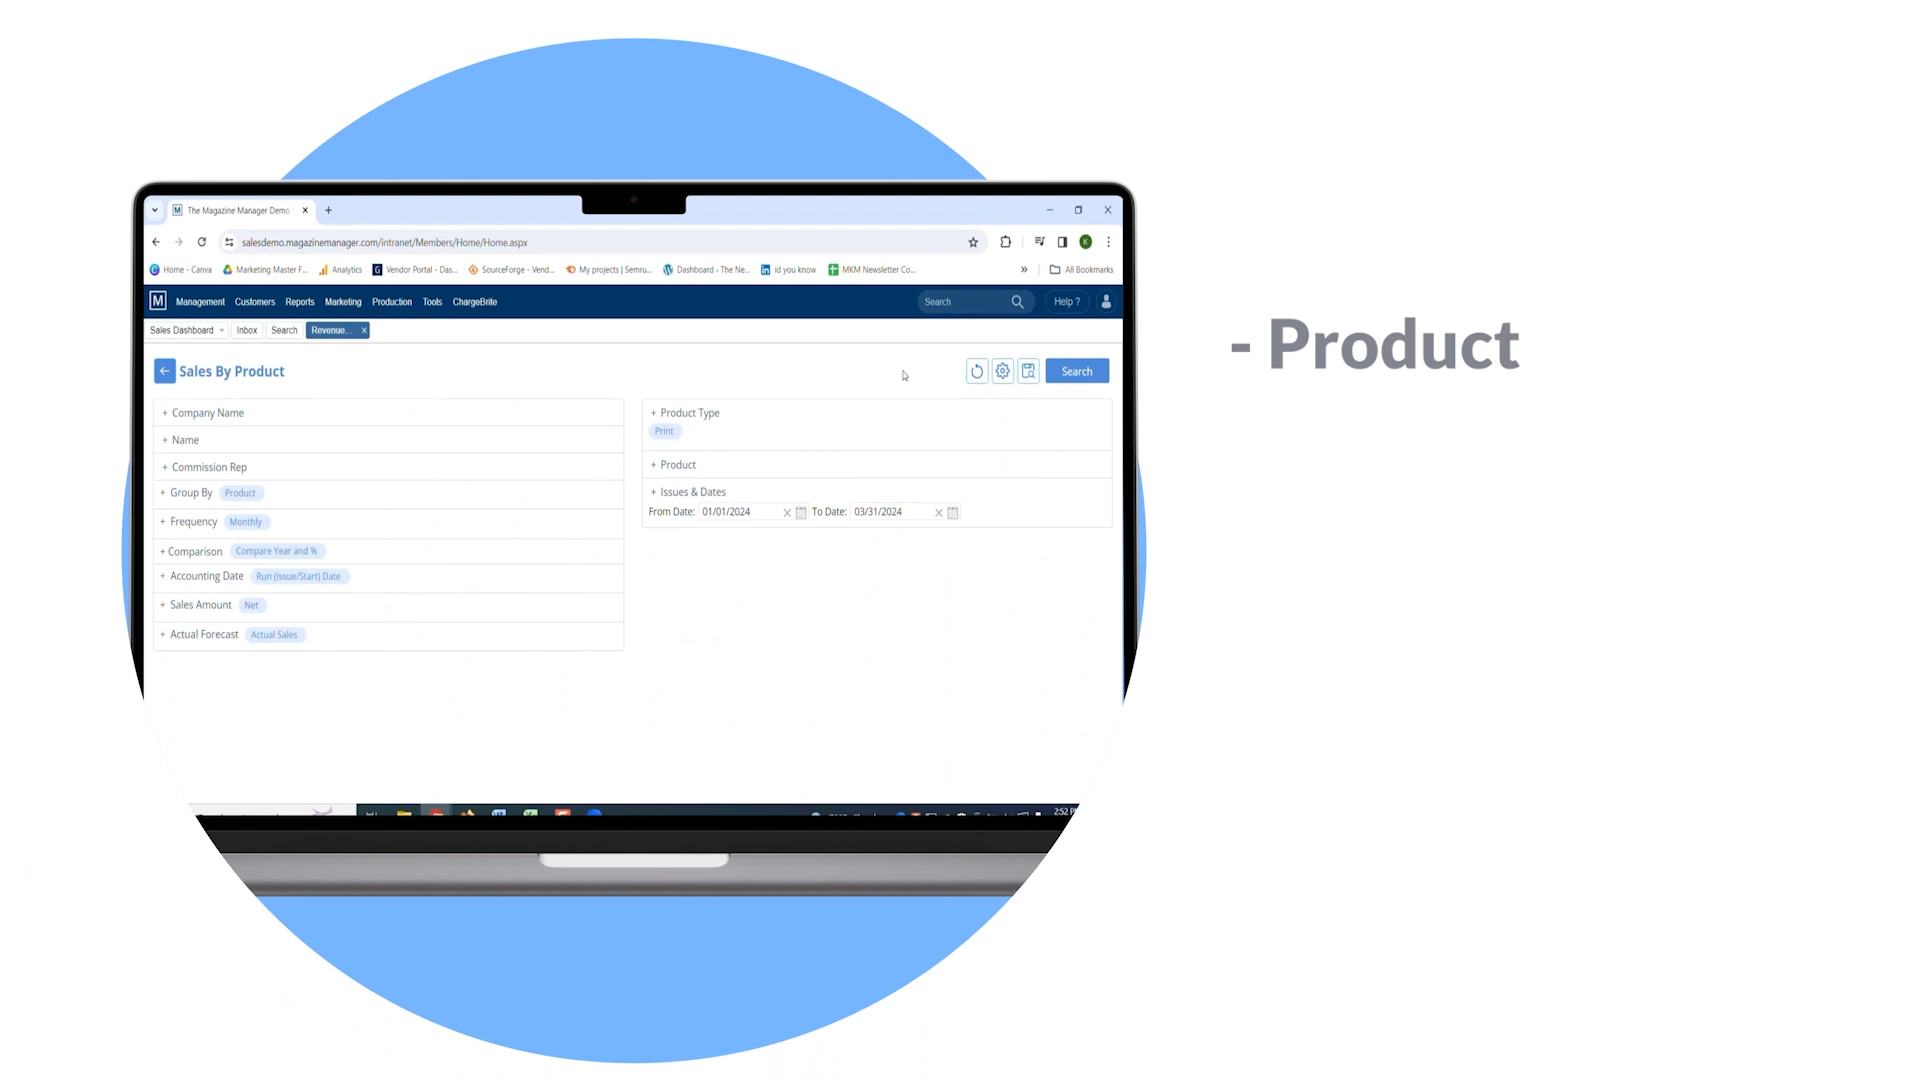 The Magazine Manager Demo
salesdemo.magazinemanager.com/intranet/Members/Home/Home.aspx
K
Home - Canva
Marketing Master F...
Analytics
Vendor Portal - Das...
SourceForge - Vend...
My projects | Semru...
Dashboard ‹ The Ne...
id you know
MKM Newsletter Co...
»
All Bookmarks
M Management Customers Reports Marketing Production Tools ChargeBrite
Search
Help ?
Sales Dashboard Inbox Search Revenue... ×
Sales By Product
Search
+ Company Name
+ Name
+ Commission Rep
+ Group By Product
+ Frequency Monthly
+ Comparison Compare Year and %
+ Accounting Date Run (Issue/Start) Date
+ Sales Amount Net
+ Actual Forecast Actual Sales
+ Product Type
Print
+ Product
+ Issues & Dates
From Date: 01/01/2024 To Date: 03/31/2024
- Product